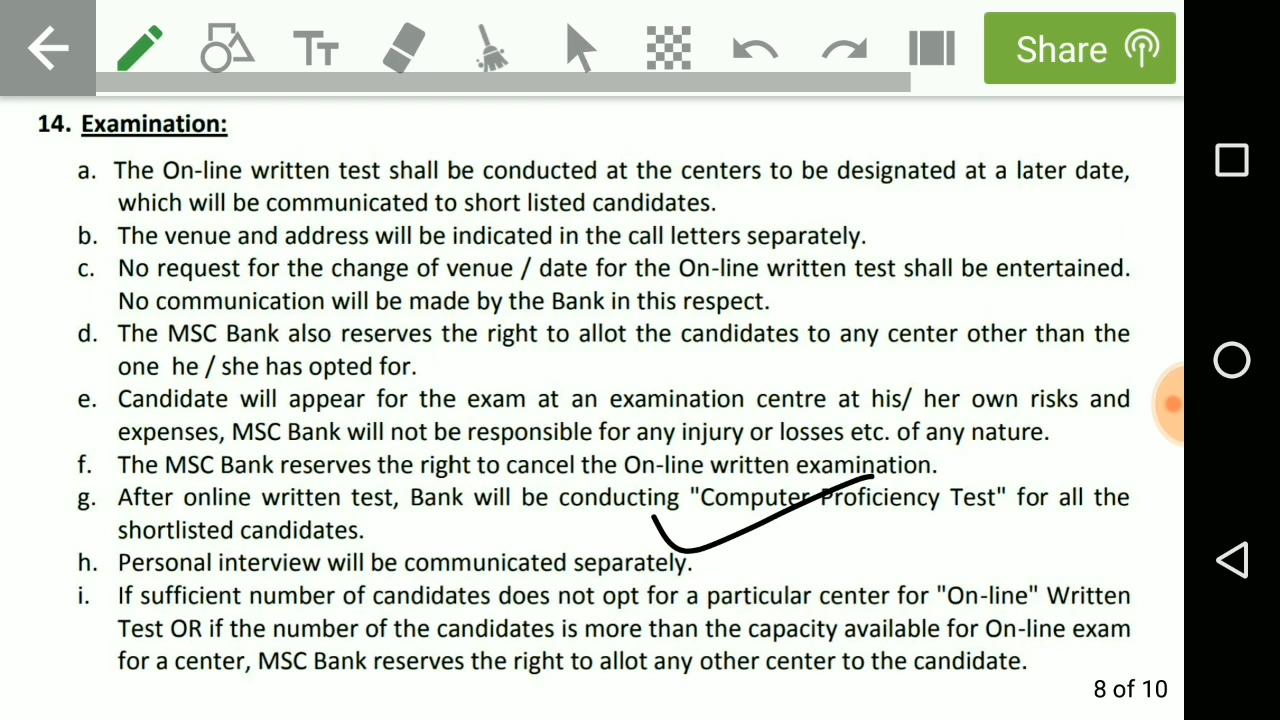 TT Share
14. Examination:
a. The On-line written test shall be conducted at the centers to be designated at a later date,
which will be communicated to short listed candidates.
b. The venue and address will be indicated in the call letters separately.
c. No request for the change of venue / date for the On-line written test shall be entertained.
No communication will be made by the Bank in this respect.
d. The MSC Bank also reserves the right to allot the candidates to any center other than the
one he / she has opted for.
e. Candidate will appear for the exam at an examination centre at his/ her own risks and
expenses, MSC Bank will not be responsible for any injury or losses etc. of any nature.
f. The MSC Bank reserves the right to cancel the On-line written examination.
g. After online written test, Bank will be conducting "Computer Proficiency Test" for all the
shortlisted candidates.
h. Personal interview will be communicated separately.
i. If sufficient number of candidates does not opt for a particular center for "On-line" Written
Test OR if the number of the candidates is more than the capacity available for On-line exam
for a center, MSC Bank reserves the right to allot any other center to the candidate.
8 of 10